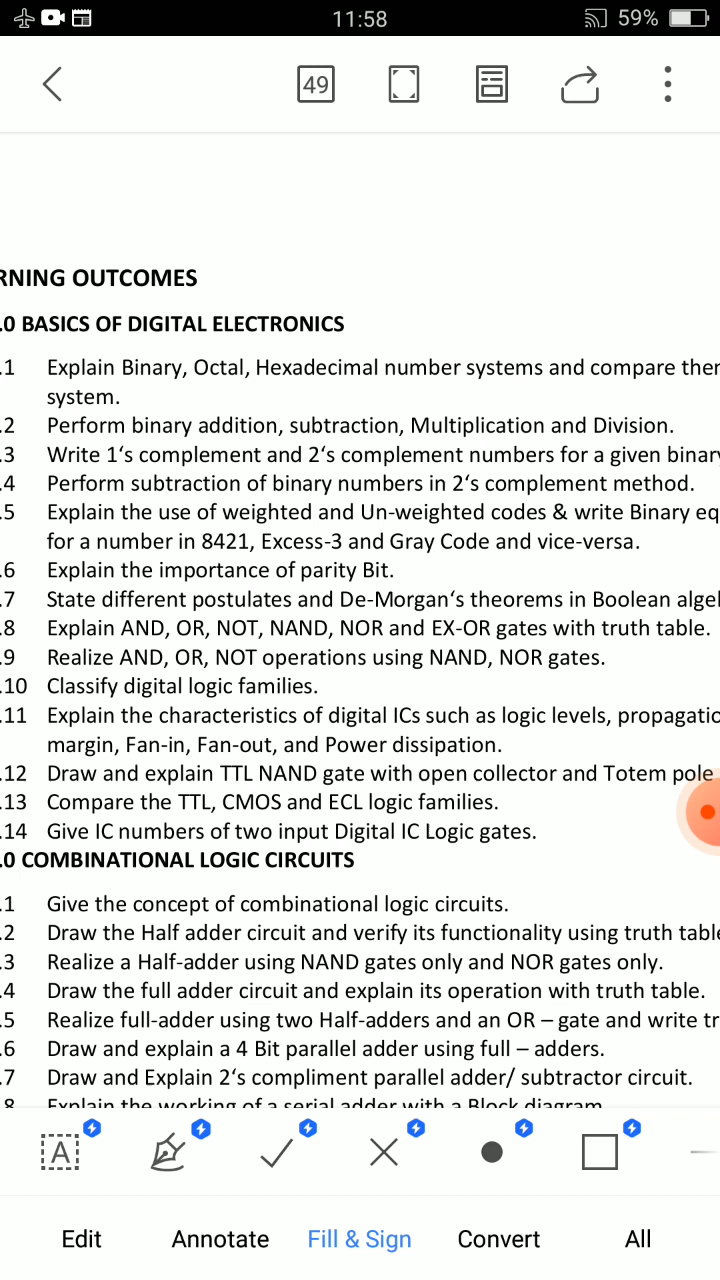 11:58
59%
49
RNING OUTCOMES
.0 BASICS OF DIGITAL ELECTRONICS
.1 Explain Binary, Octal, Hexadecimal number systems and compare
system.
.2 Perform binary addition, subtraction, Multiplication and Division.
.3 Write 1‘s complement and 2‘s complement numbers for a given binary
.4 Perform subtraction of binary numbers in 2‘s complement method.
.5 Explain the use of weighted and Un-weighted codes & write Binary eq
for a number in 8421, Excess-3 and Gray Code and vice-versa.
.6 Explain the importance of parity Bit.
.7 State different postulates and De-Morgan‘s theorems in Boolean alge
.8 Explain AND, OR, NOT, NAND, NOR and EX-OR gates with truth table.
.9 Realize AND, OR, NOT operations using NAND, NOR gates.
.10 Classify digital logic families.
.11 Explain the characteristics of digital ICs such as logic levels, propagatio
margin, Fan-in, Fan-out, and Power dissipation.
.12 Draw and explain TTL NAND gate with open collector and Totem pole
.13 Compare the TTL, CMOS and ECL logic families.
.14 Give IC numbers of two input Digital IC Logic gates.
.0 COMBINATIONAL LOGIC CIRCUITS
.1 Give the concept of combinational logic circuits.
.2 Draw the Half adder circuit and verify its functionality using truth table
.3 Realize a Half-adder using NAND gates only and NOR gates only.
.4 Draw the full adder circuit and explain its operation with truth table.
.5 Realize full-adder using two Half-adders and an OR – gate and write tr
.6 Draw and explain a 4 Bit parallel adder using full – adders.
.7 Draw and Explain 2‘s compliment parallel adder/ subtractor circuit.
.8 Explain the working of a serial adder with a Block diagram
A
Edit Annotate Fill & Sign Convert All